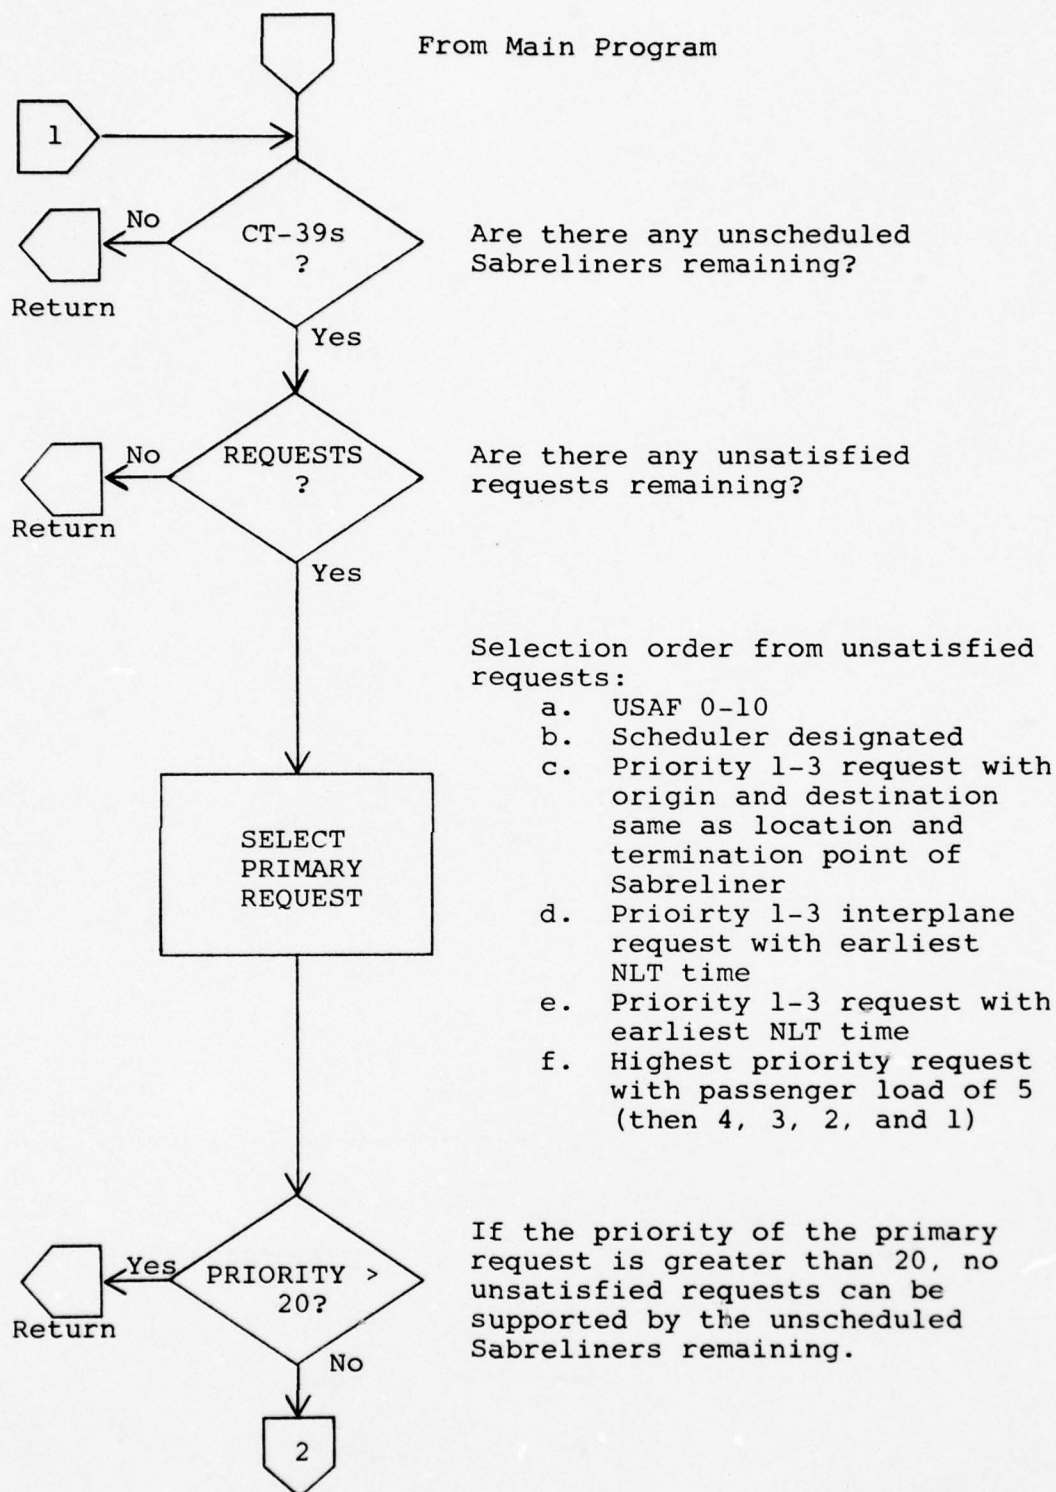 From Main Program
1
No
CT-39s
?
Are there any unscheduled
Sabreliners remaining?
Return
Yes
No
REQUESTS
?
Are there any unsatisfied
requests remaining?
Return
Yes
Selection order from unsatisfied
requests:
a. USAF 0-10
b. Scheduler designated
c. Priority 1-3 request with
origin and destination
same as location and
termination point of
Sabreliner
d. Prioirty 1-3 interplane
request with earliest
NLT time
e. Priority 1-3 request with
earliest NLT time
f. Highest priority request
with passenger load of 5
(then 4, 3, 2, and 1)
SELECT
PRIMARY
REQUEST
If the priority of the primary
request is greater than 20, no
unsatisfied requests can be
supported by the unscheduled
Sabreliners remaining.
Yes
PRIORITY >
20?
Return
No
2